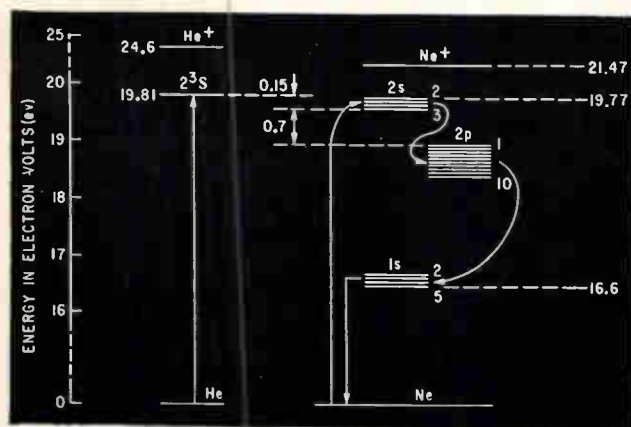 ENERGY IN ELECTRON VOLTS (ev)
25
20
19
18
17
16
0
He+
24.6
2³S
19.81
He
0.15
0.7
Ne+
21.47
2s
2
19.77
3
2p
1
10
1s
2
5
16.6
Ne